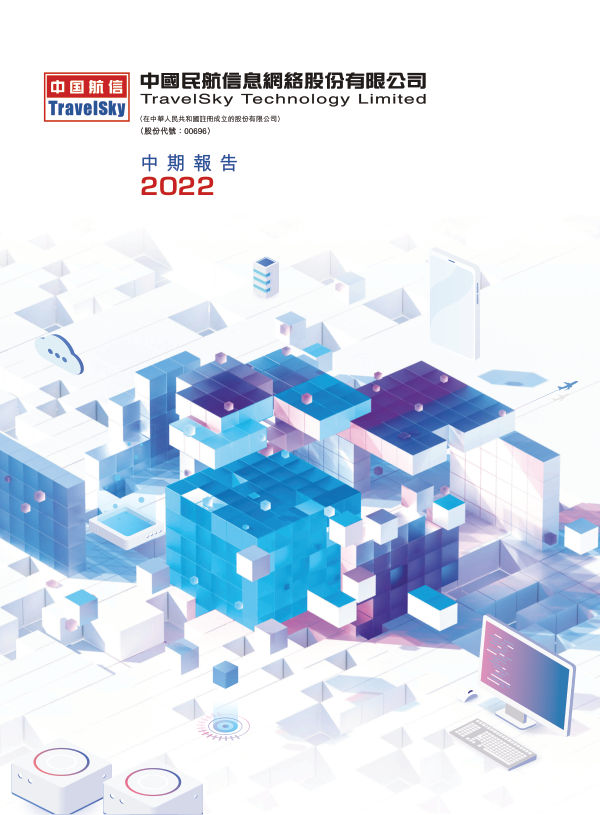 中国航信
TravelSky
中國民航信息網絡股份有限公司
TravelSky Technology Limited
(在中華人民共和國註冊成立的股份有限公司)
(股份代號：00696)
中期報告
2022